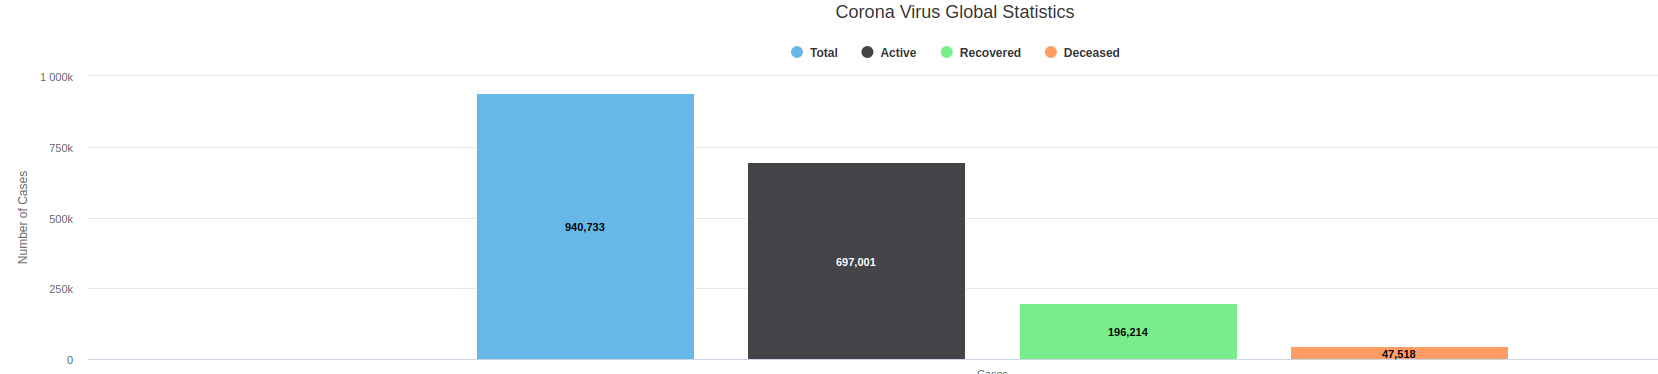 Corona Virus Global Statistics
Total Active Recovered Deceased
1 000k
750k
500k
250k
0
Number of Cases
940,733
697,001
196,214
47,518
Cases